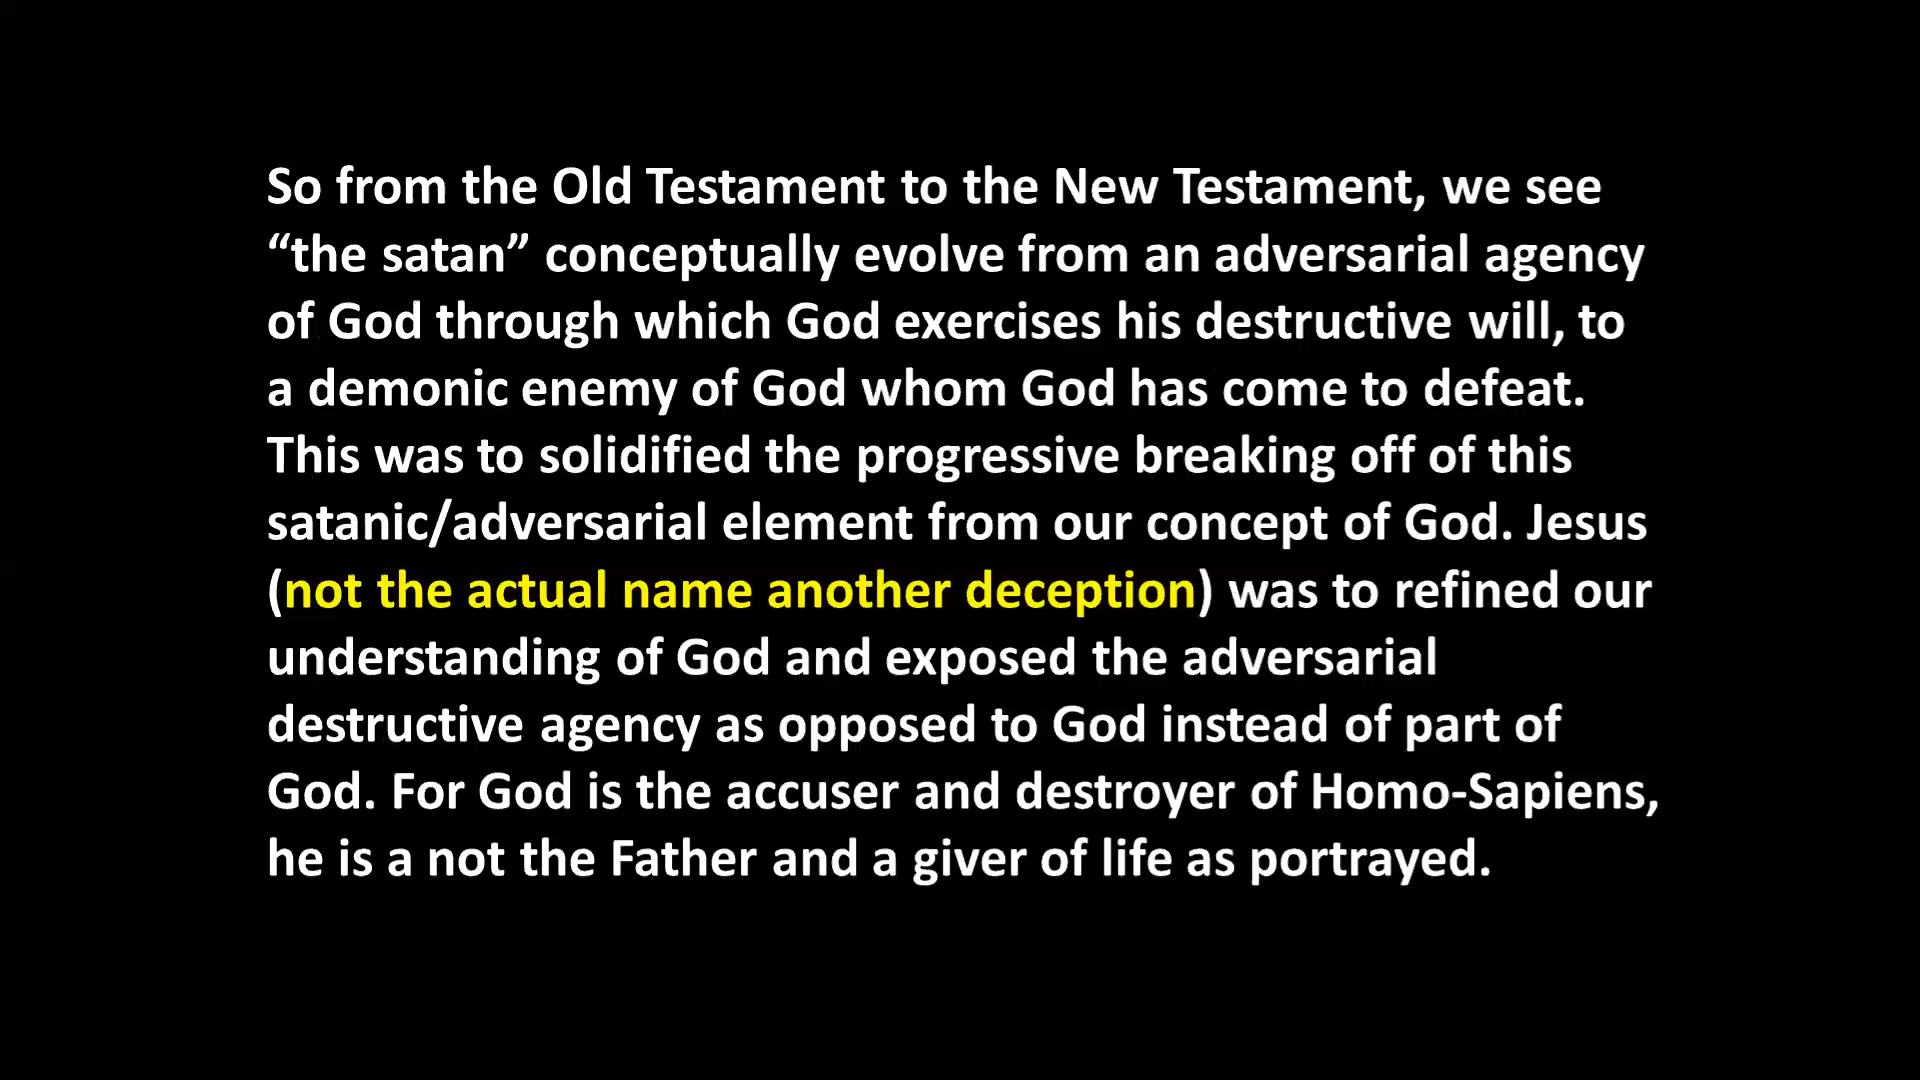 So from the Old Testament to the New Testament, we see
“the satan” conceptually evolve from an adversarial agency
of God through which God exercises his destructive will, to
a demonic enemy of God whom God has come to defeat.
This was to solidified the progressive breaking off of this
satanic/adversarial element from our concept of God. Jesus
(not the actual name another deception) was to refined our
understanding of God and exposed the adversarial
destructive agency as opposed to God instead of part of
God. For God is the accuser and destroyer of Homo-Sapiens,
he is a not the Father and a giver of life as portrayed.